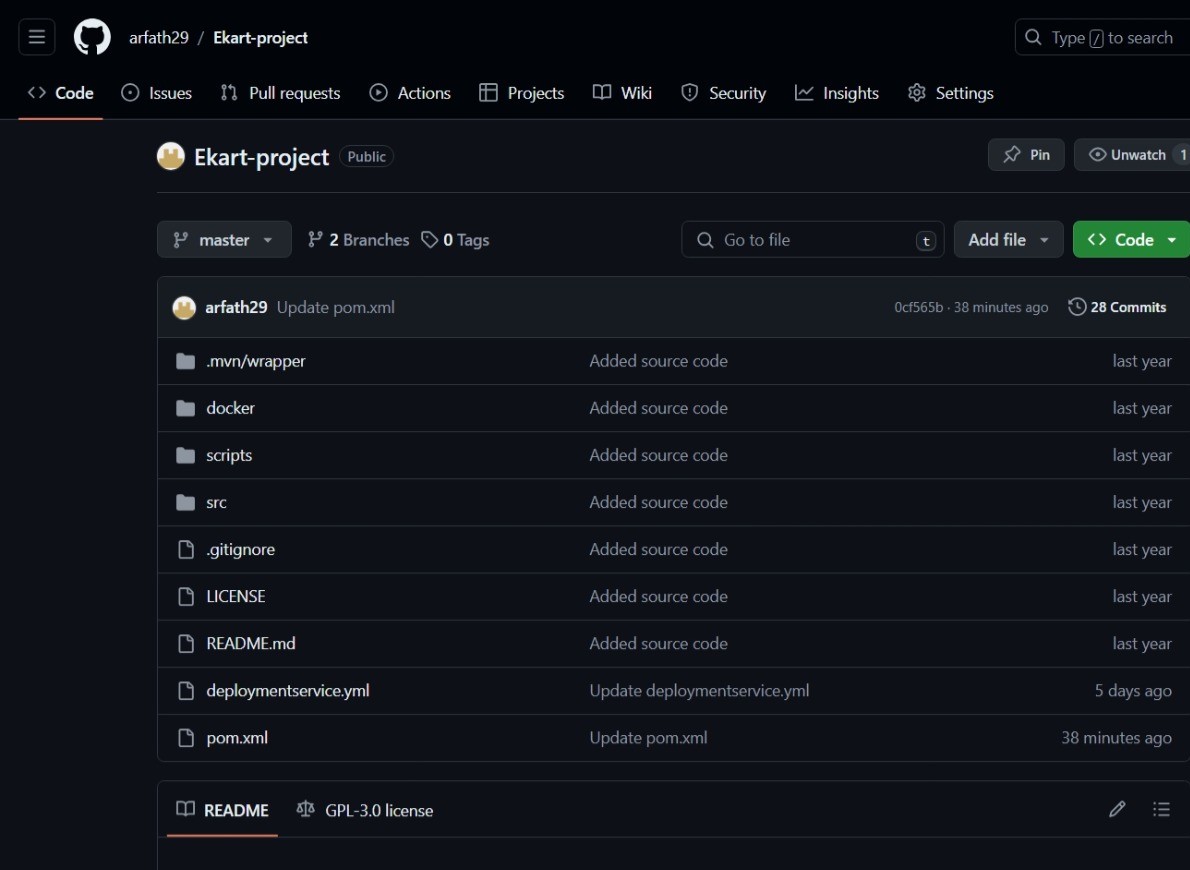 arfath29 / Ekart-project
Type / to search
Code Issues Pull requests Actions Projects Wiki Security Insights Settings
Ekart-project Public
Pin Unwatch 1
master 2 Branches 0 Tags Go to file t Add file Code
arfath29 Update pom.xml 0cf565b · 38 minutes ago 28 Commits
.mvn/wrapper Added source code last year
docker Added source code last year
scripts Added source code last year
src Added source code last year
.gitignore Added source code last year
LICENSE Added source code last year
README.md Added source code last year
deploymentservice.yml Update deploymentservice.yml 5 days ago
pom.xml Update pom.xml 38 minutes ago
README GPL-3.0 license